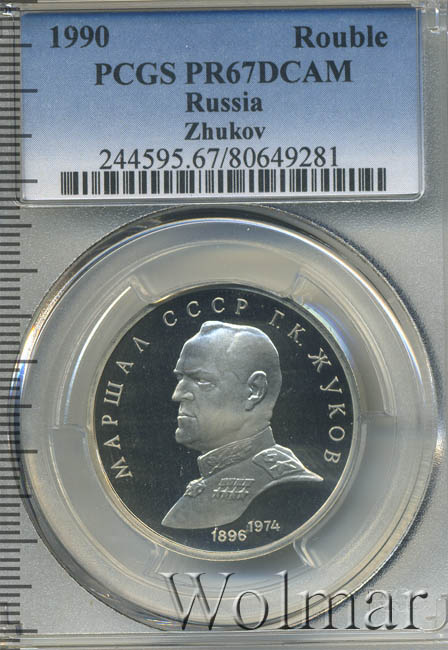 1990 Rouble
PCGS PR67DCAM
Russia
Zhukov
244595.67/80649281
МАРШАЛ СССР Г.К. ЖУКОВ
1896 1974
Wolmar